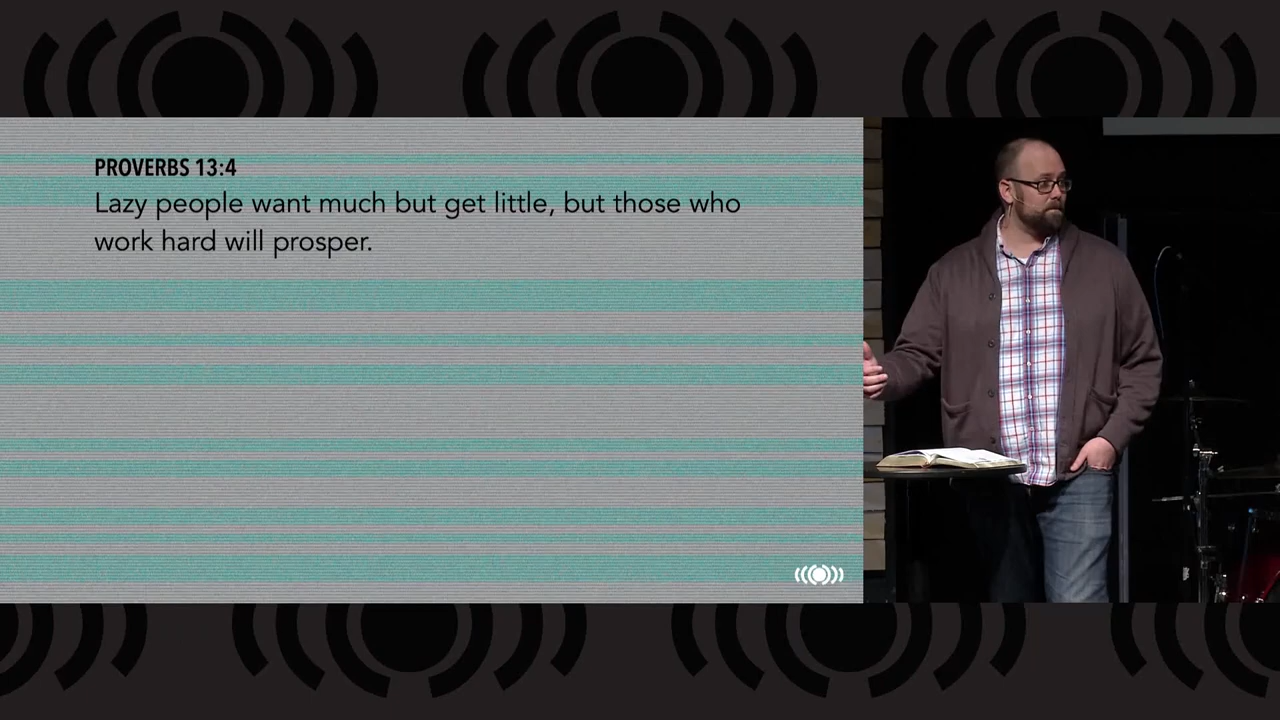 PROVERBS 13:4
Lazy people want much but get little, but those who
work hard will prosper.